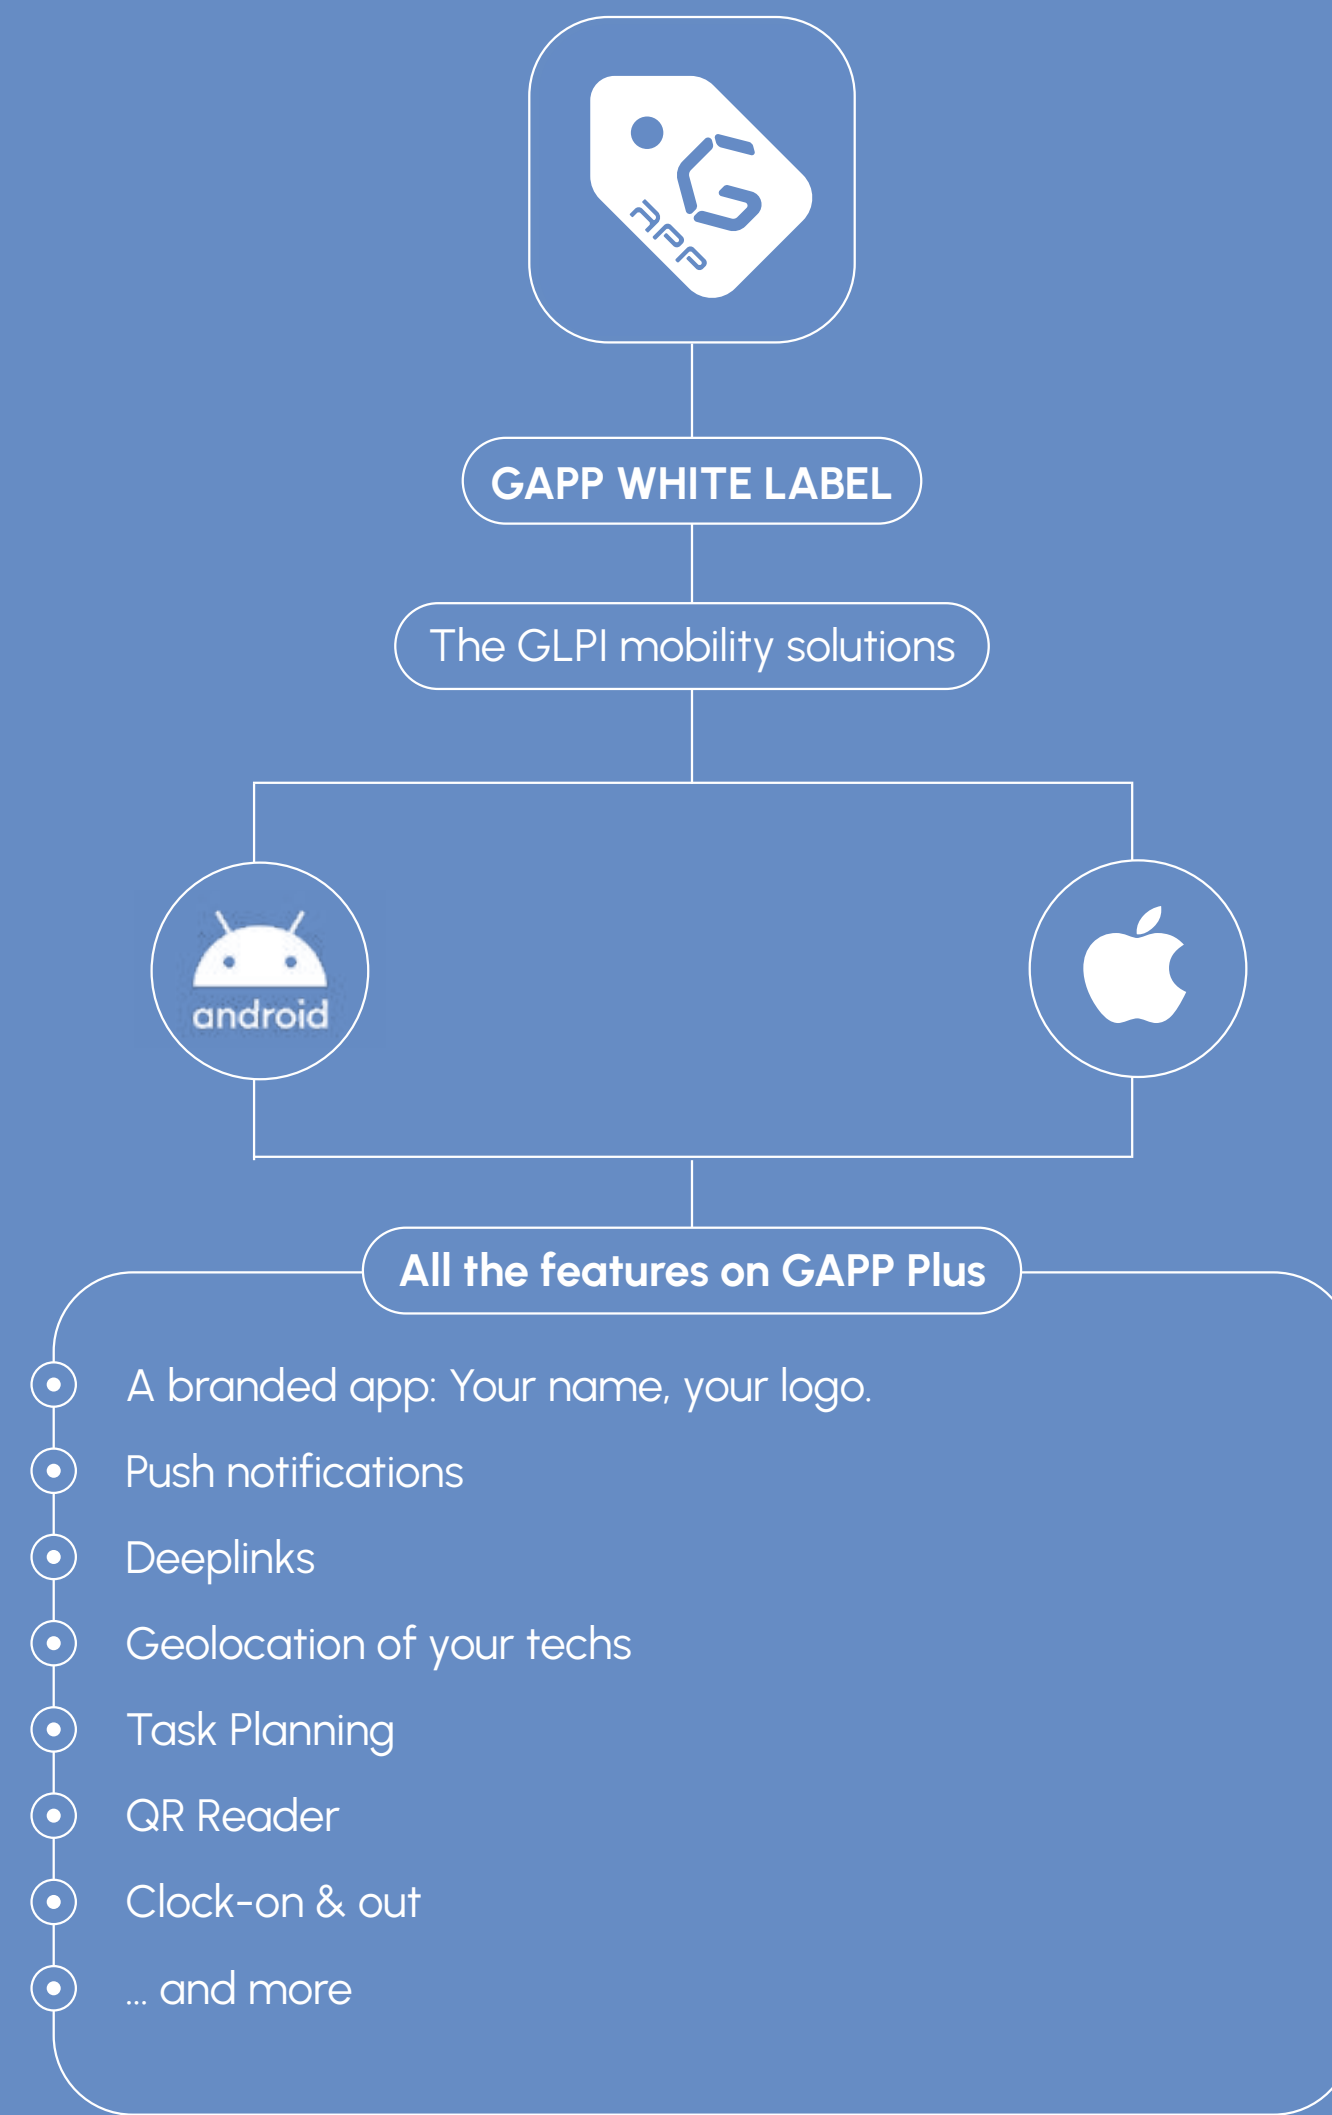 G
APP
GAPP WHITE LABEL
The GLPI mobility solutions
android
All the features on GAPP Plus
A branded app: Your name, your logo.
Push notifications
Deeplinks
Geolocation of your techs
Task Planning
QR Reader
Clock-on & out
... and more